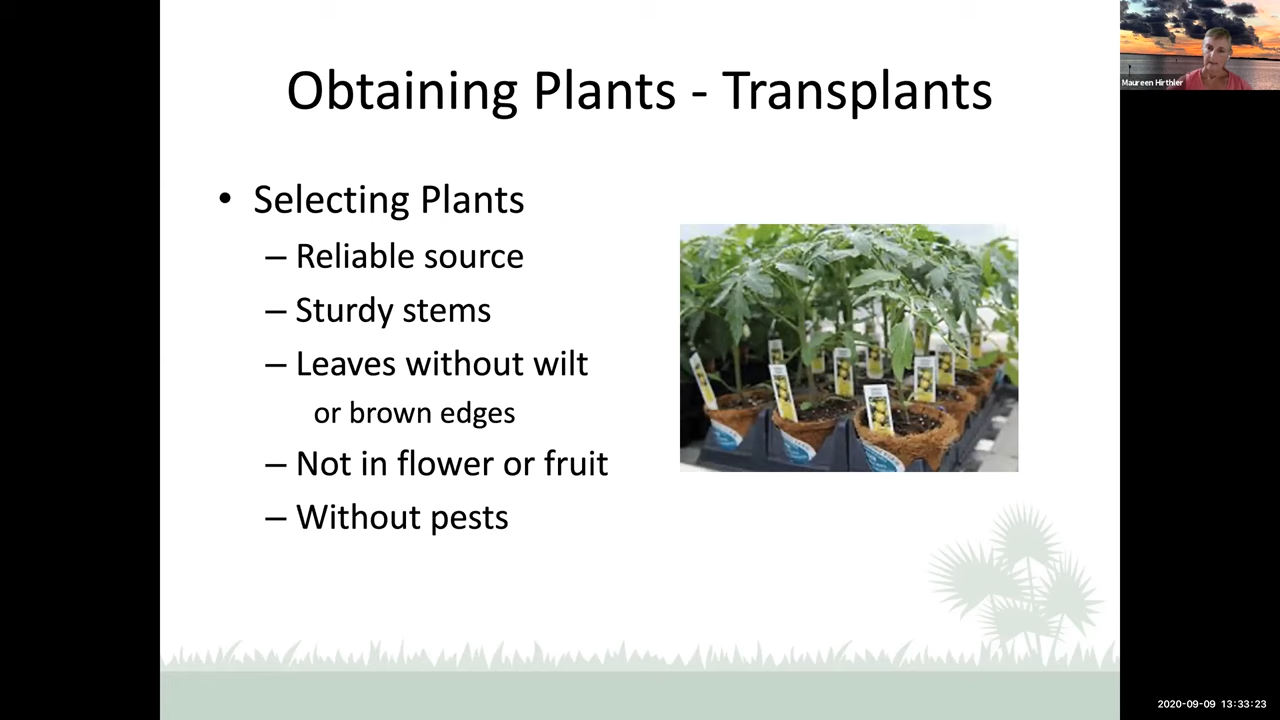 Obtaining Plants - Transplants
Maureen Hirthler
• Selecting Plants
– Reliable source
– Sturdy stems
– Leaves without wilt
or brown edges
– Not in flower or fruit
– Without pests
2020-09-09 13:33:23